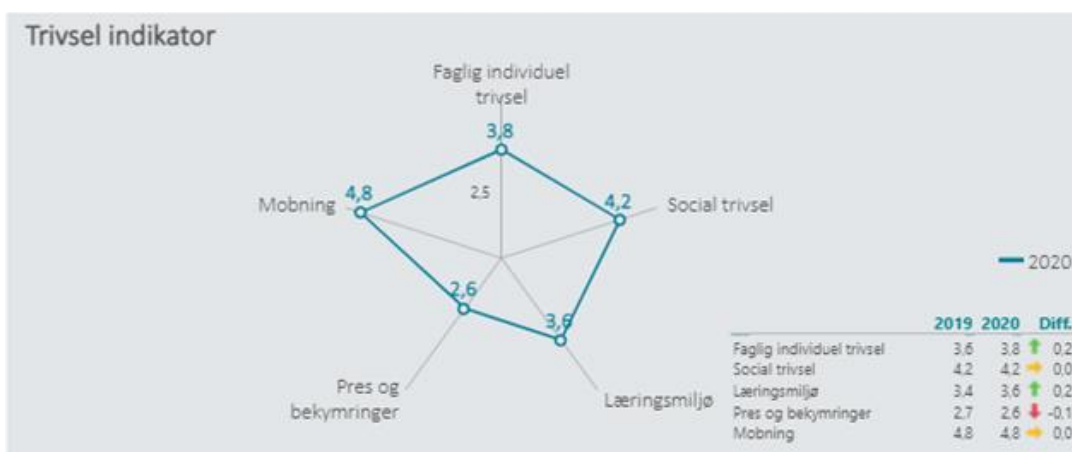 Trivsel indikator
Faglig individuel
trivsel
3,8
2,5
4,8
Mobning
4,2
Social trivsel
2020
2,6
3,6
Pres og
bekymringer
Læringsmiljø
2019 2020 Diff.
Faglig individuel trivsel 3,6 3,8 0,2
Social trivsel 4,2 4,2 0,0
Læringsmiljø 3,4 3,6 0,2
Pres og bekymringer 2,7 2,6 -0,1
Mobning 4,8 4,8 0,0